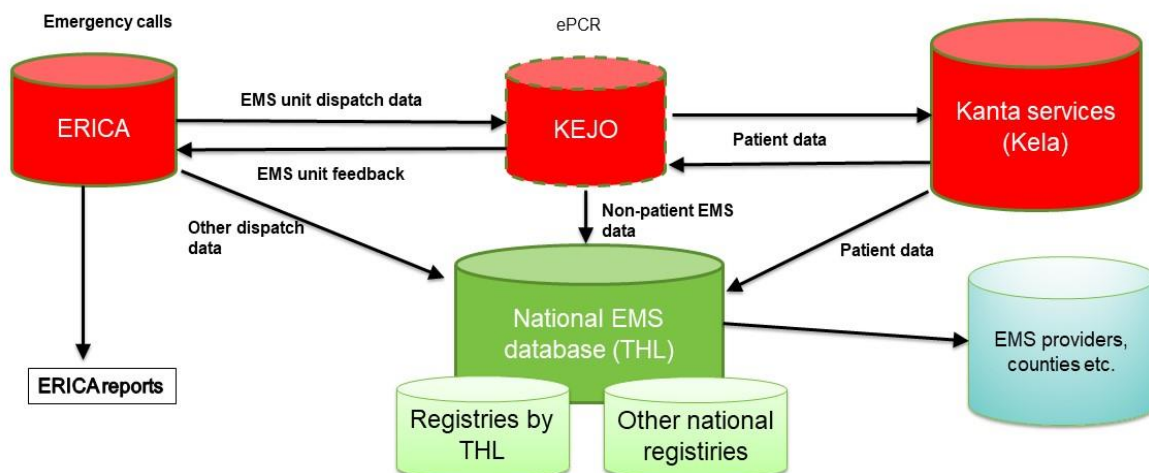 Emergency calls
ePCR
ERICA
EMS unit dispatch data
KEJO
Kanta services
(Kela)
Patient data
EMS unit feedback
Other dispatch
data
Non-patient EMS
data
Patient data
National EMS
database (THL)
EMS providers,
counties etc.
ERICA reports
Registries by
THL
Other national
registiries